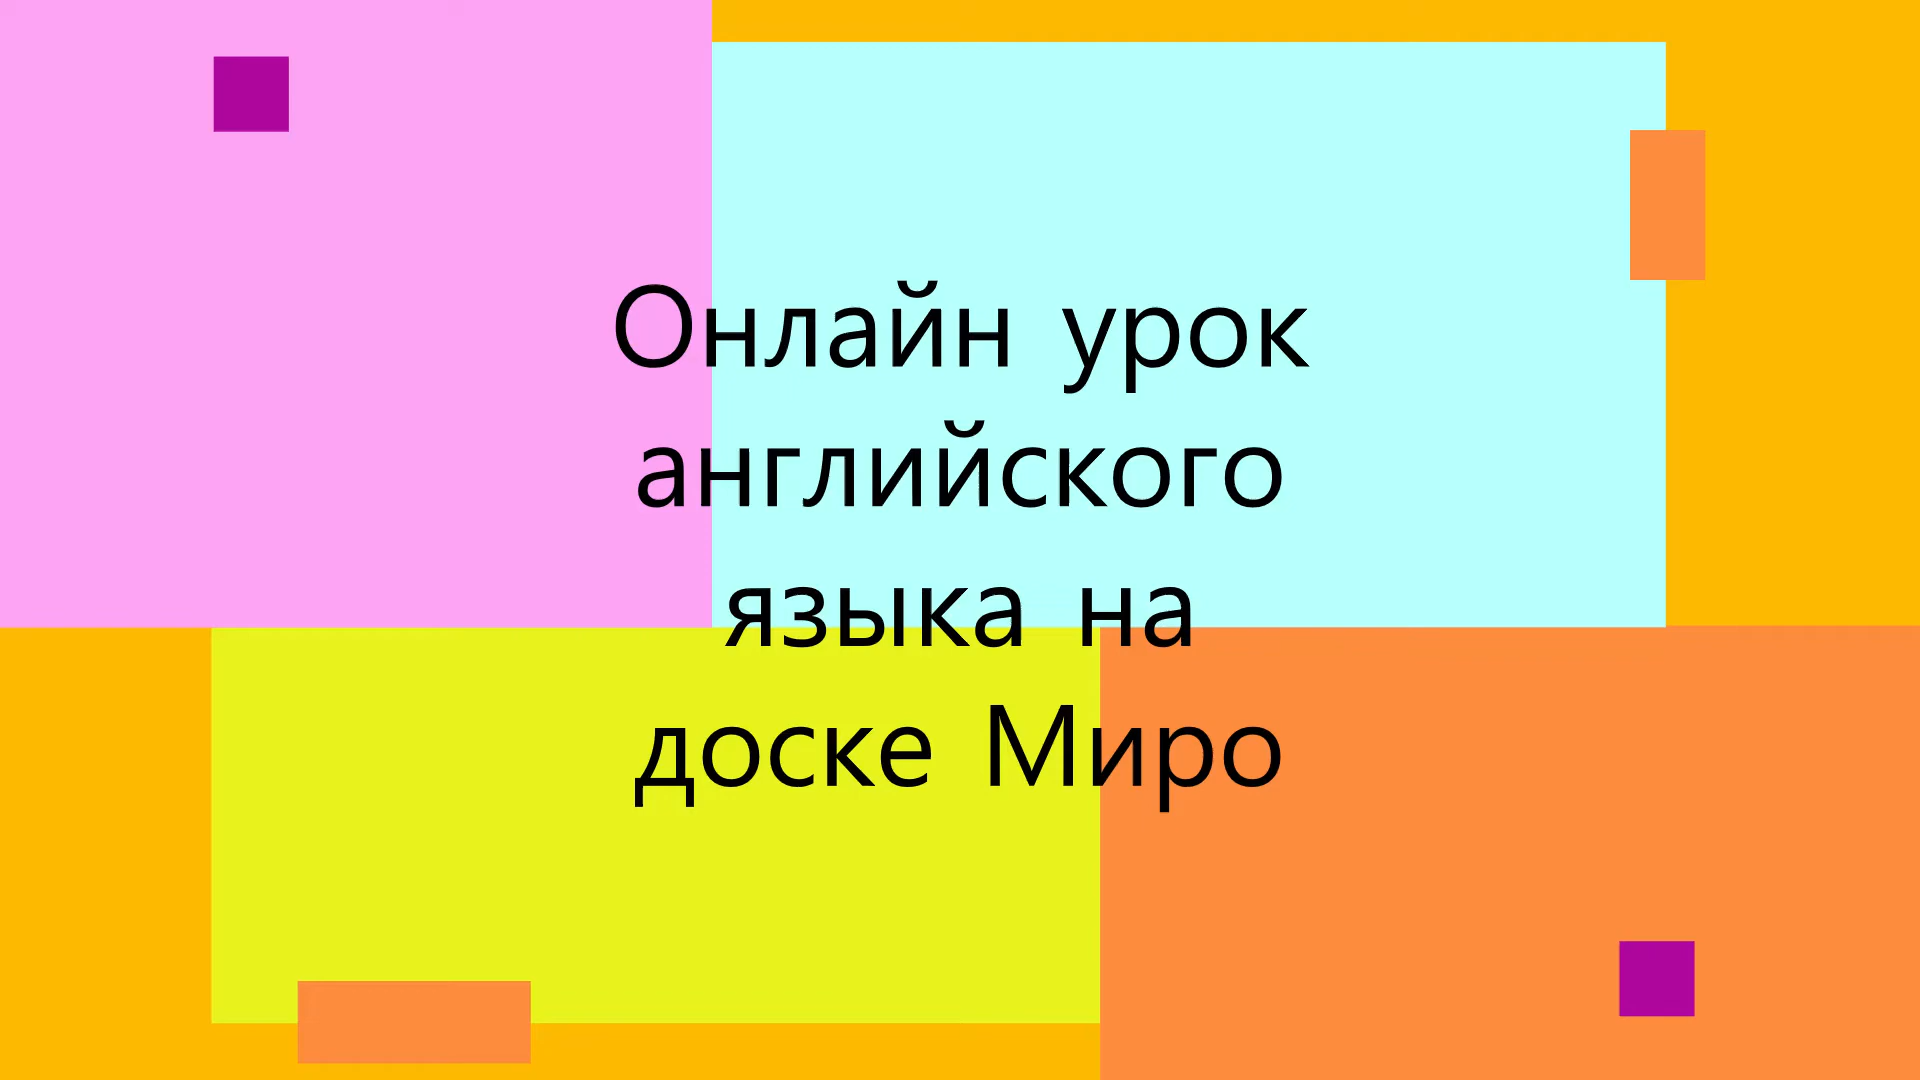 Онлайн урок
английского
языка на
доске Миро